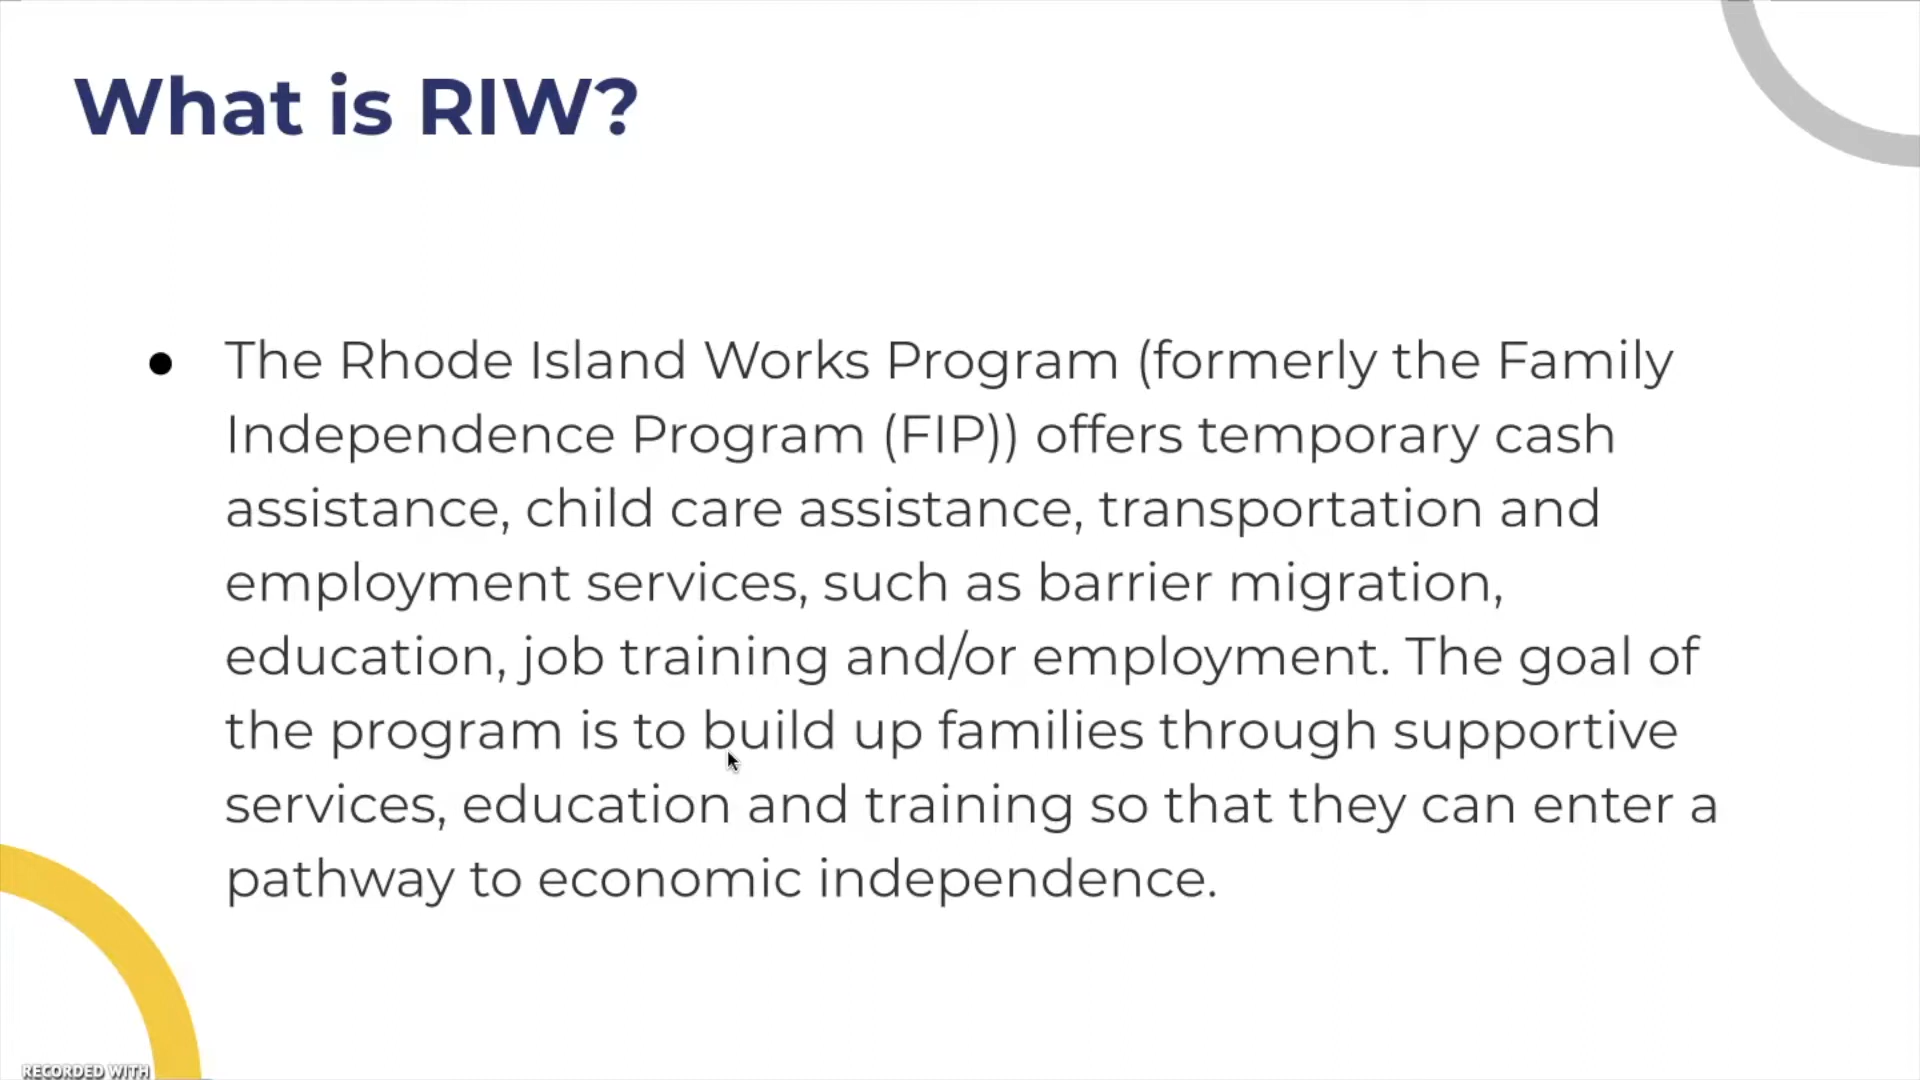 What is RIW?
● The Rhode Island Works Program (formerly the Family
Independence Program (FIP)) offers temporary cash
assistance, child care assistance, transportation and
employment services, such as barrier migration,
education, job training and/or employment. The goal of
the program is to build up families through supportive
services, education and training so that they can enter a
pathway to economic independence.
RECORDED WITH